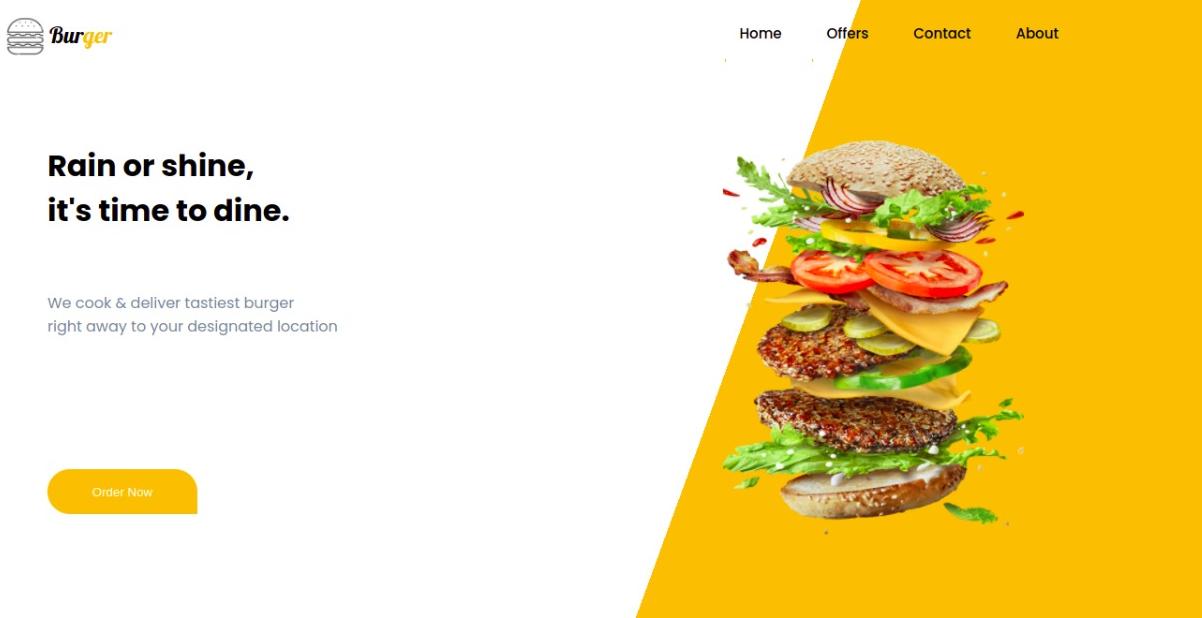 Burger
Home Offers Contact About
Rain or shine,
it's time to dine.
We cook & deliver tastiest burger
right away to your designated location
Order Now